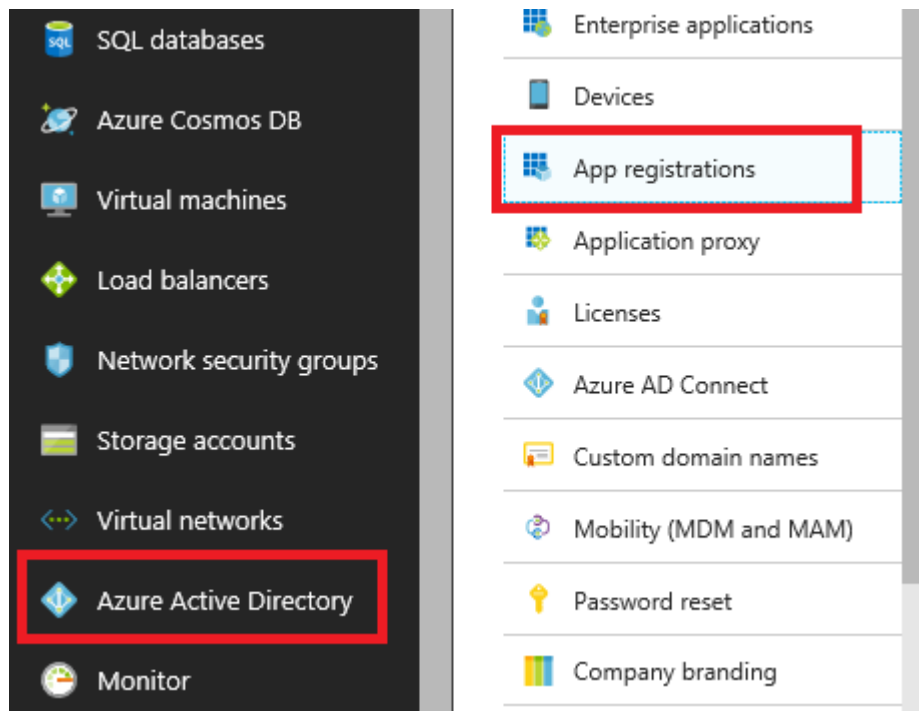 SQL databases
Azure Cosmos DB
Virtual machines
Load balancers
Network security groups
Storage accounts
Virtual networks
Azure Active Directory
Monitor
Enterprise applications
Devices
App registrations
Application proxy
Licenses
Azure AD Connect
Custom domain names
Mobility (MDM and MAM)
Password reset
Company branding